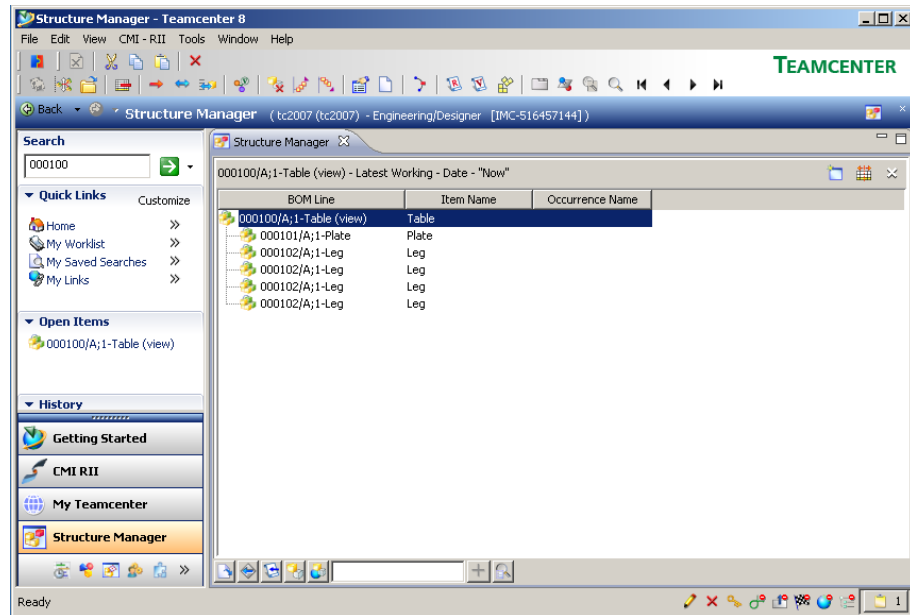 Structure Manager - Teamcenter 8
File Edit View CMI - RII Tools Window Help
TEAMCENTER
Back Structure Manager (tc2007 (tc2007) - Engineering/Designer [IMC-516457144] )
Search
000100
Quick Links Customize
Home
My Worklist
My Saved Searches
My Links
Open Items
000100/A;1-Table (view)
History
Getting Started
CMI RII
My Teamcenter
Structure Manager
Structure Manager
000100/A;1-Table (view) - Latest Working - Date - "Now"
BOM Line Item Name Occurrence Name
000100/A;1-Table (view) Table
000101/A;1-Plate Plate
000102/A;1-Leg Leg
000102/A;1-Leg Leg
000102/A;1-Leg Leg
000102/A;1-Leg Leg
Ready
1